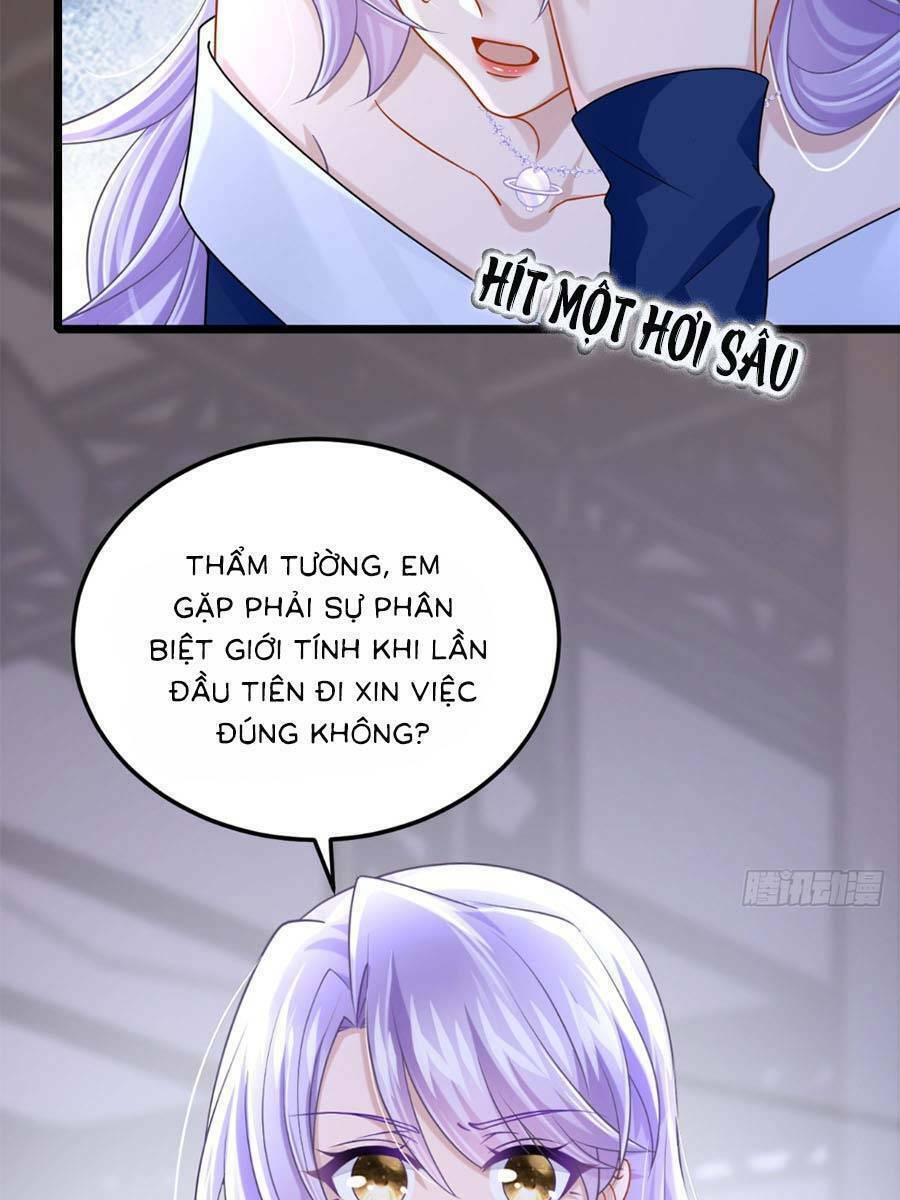 HÍT MỘT HƠI SÂU
THẨM TƯỜNG, EM
GẶP PHẢI SỰ PHÂN
BIỆT GIỚI TÍNH KHI LẦN
ĐẦU TIÊN ĐI XIN VIỆC
ĐÚNG KHÔNG?
腾讯动漫